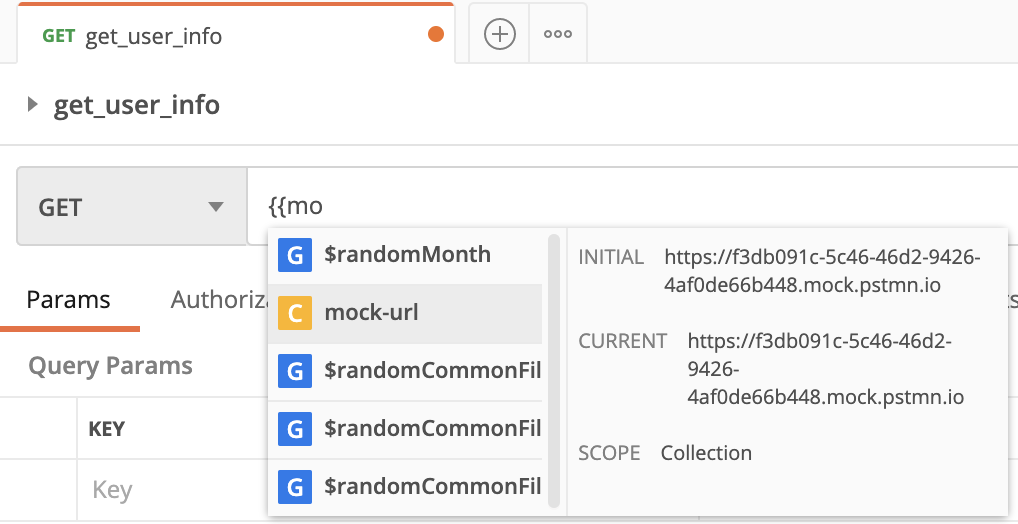 GET get_user_info
get_user_info
GET
{{mo
G $randomMonth
C mock-url
G $randomCommonFil
G $randomCommonFil
G $randomCommonFil
INITIAL https://f3db091c-5c46-46d2-9426-
4af0de66b448.mock.pstmn.io
CURRENT https://f3db091c-5c46-46d2-
9426-
4af0de66b448.mock.pstmn.io
SCOPE Collection
Params Authoriza
Query Params
KEY
Key